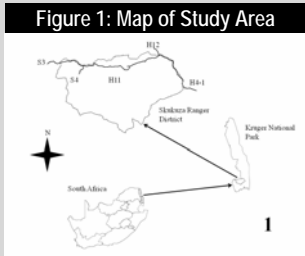 Figure 1: Map of Study Area
H12
S3
S4
H11
H4-1
Skukuza Ranger
District
N
Kruger National
Park
South Africa
1